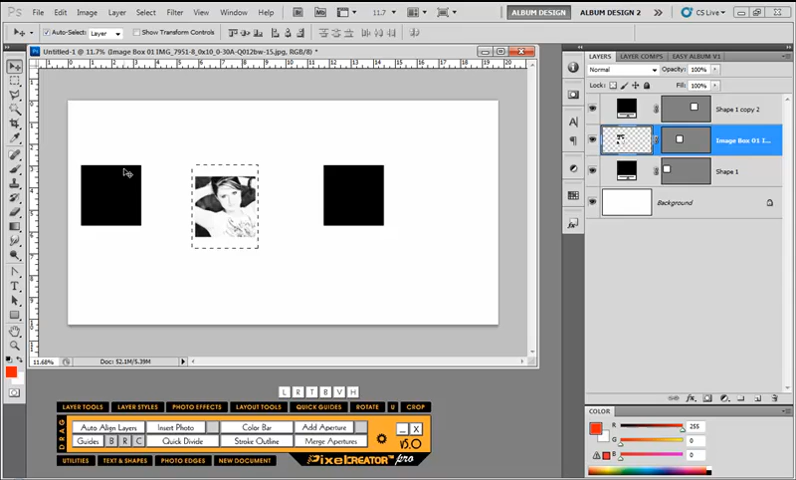 Ps File Edit Image Layer Select Filter View Window Help 11.7 ALBUM DESIGN ALBUM DESIGN 2 CS Live
Auto-Select: Layer Show Transform Controls
Untitled-1 @ 11.7% (Image Box 01 IMG_7951-8_0x10_0-30A-Q012bw-15.jpg, RGB/8) *
LAYERS LAYER COMPS EASY ALBUM V1
Normal Opacity: 100%
Lock: Fill: 100%
Shape 1 copy 2
Image Box 01 I...
Shape 1
Background
11.68% Doc: 52.1M/5.39M
L R T B V H
LAYER TOOLS LAYER STYLES PHOTO EFFECTS LAYOUT TOOLS QUICK GUIDES ROTATE U CROP
DRAG
Auto Align Layers Insert Photo Color Bar Add Aperture _ X
Guides B R C Quick Divide Stroke Outline Merge Apertures v5.0
UTILITIES TEXT & SHAPES PHOTO EDGES NEW DOCUMENT PixelCREATOR pro
COLOR
R 255
G 0
B 0